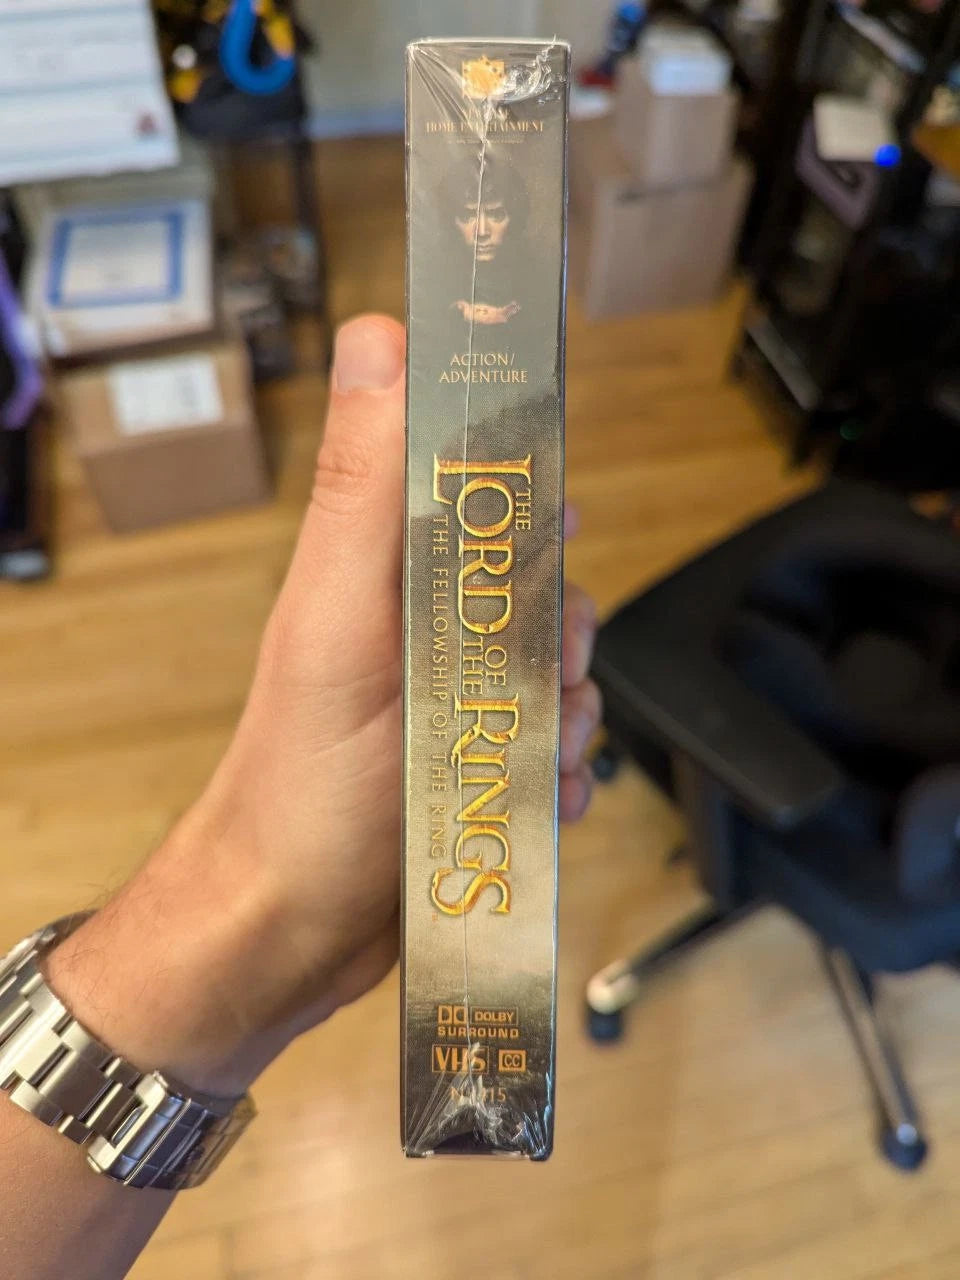 HOME ENTERTAINMENT
ACTION/
ADVENTURE
THE
LORD OF THE RINGS
THE FELLOWSHIP OF THE RING
DOLBY
SURROUND
VHS CC